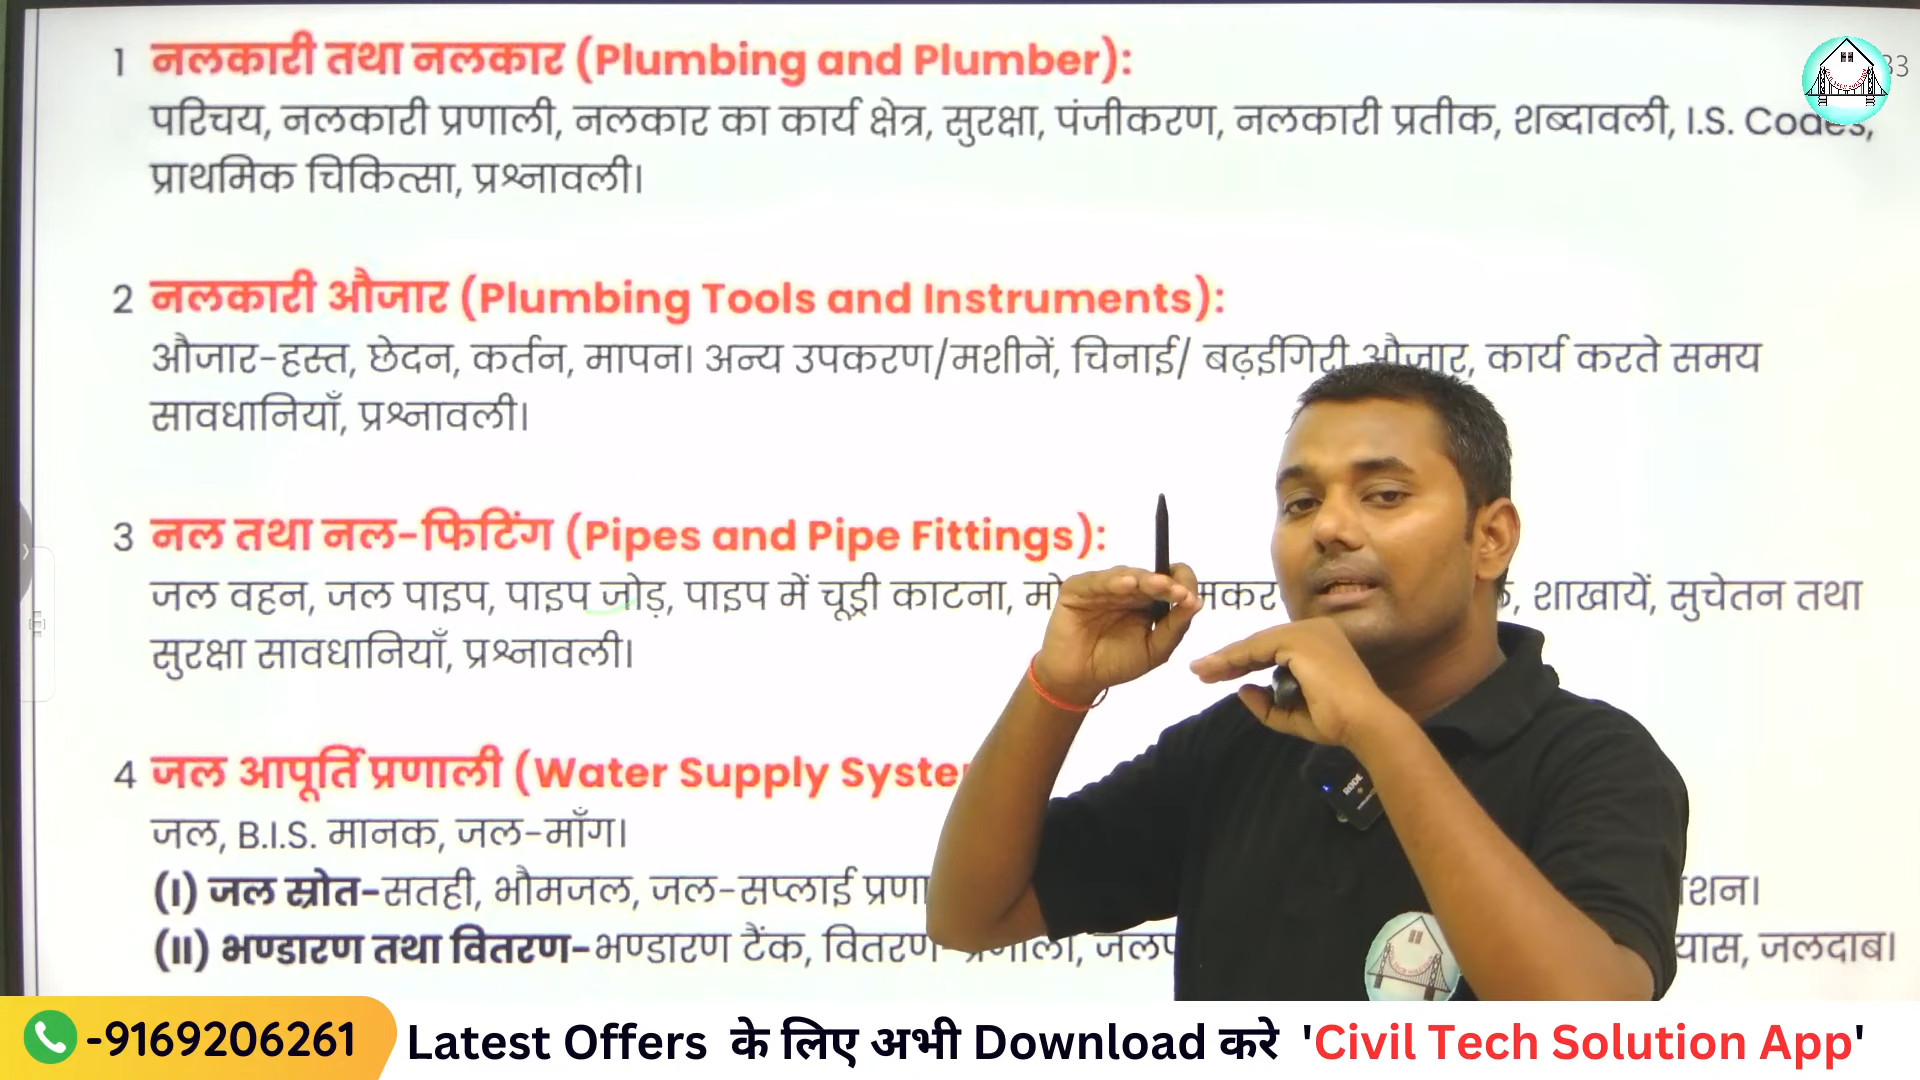 1 नलकारी तथा नलकार (Plumbing and Plumber):
परिचय, नलकारी प्रणाली, नलकार का कार्य क्षेत्र, सुरक्षा, पंजीकरण, नलकारी प्रतीक, शब्दावली, I.S. Codes,
प्राथमिक चिकित्सा, प्रश्नावली।
2 नलकारी औजार (Plumbing Tools and Instruments):
औजार-हस्त, छेदन, कर्तन, मापन। अन्य उपकरण/मशीनें, चिनाई/ बढ़ईगिरी औजार, कार्य करते समय
सावधानियाँ, प्रश्नावली।
3 नल तथा नल-फिटिंग (Pipes and Pipe Fittings):
जल वहन, जल पाइप, पाइप जोड़, पाइप में चूड़ी काटना, शाखायें, सुचेतन तथा
सुरक्षा सावधानियाँ, प्रश्नावली।
4 जल आपूर्ति प्रणाली (Water Supply
जल, B.I.S. मानक, जल-माँग।
(I) जल स्रोत-सतही, भौमजल, जल-सप्लाई
(II) भण्डारण तथा वितरण-भण्डारण टैंक, वितरण जलदाब।
-9169206261 Latest Offers के लिए अभी Download करे 'Civil Tech Solution App'
RODE